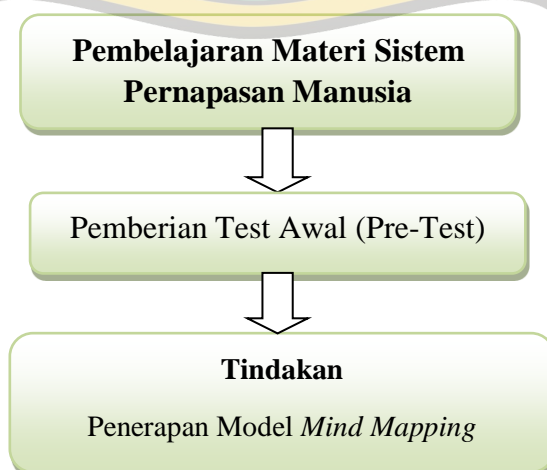 Pembelajaran Materi Sistem
Pernapasan Manusia
Pemberian Test Awal (Pre-Test)
Tindakan
Penerapan Model Mind Mapping